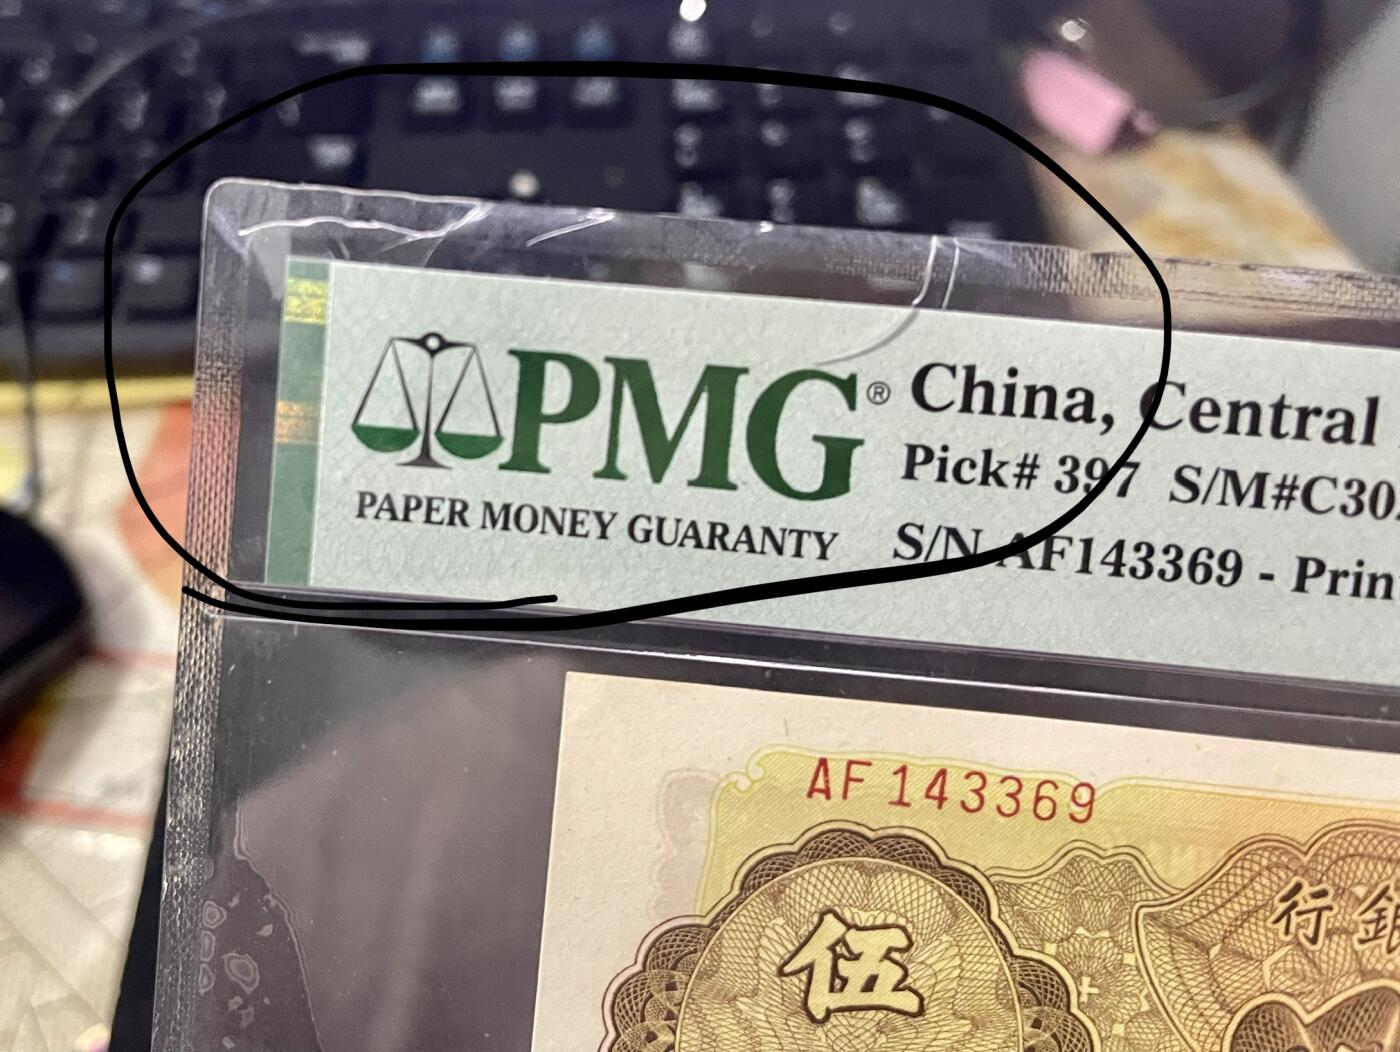 PMG®
PAPER MONEY GUARANTY
China, Central
Pick# 397 S/M#C30
S/N AF143369 - Prin
AF 143369
伍
行 銀